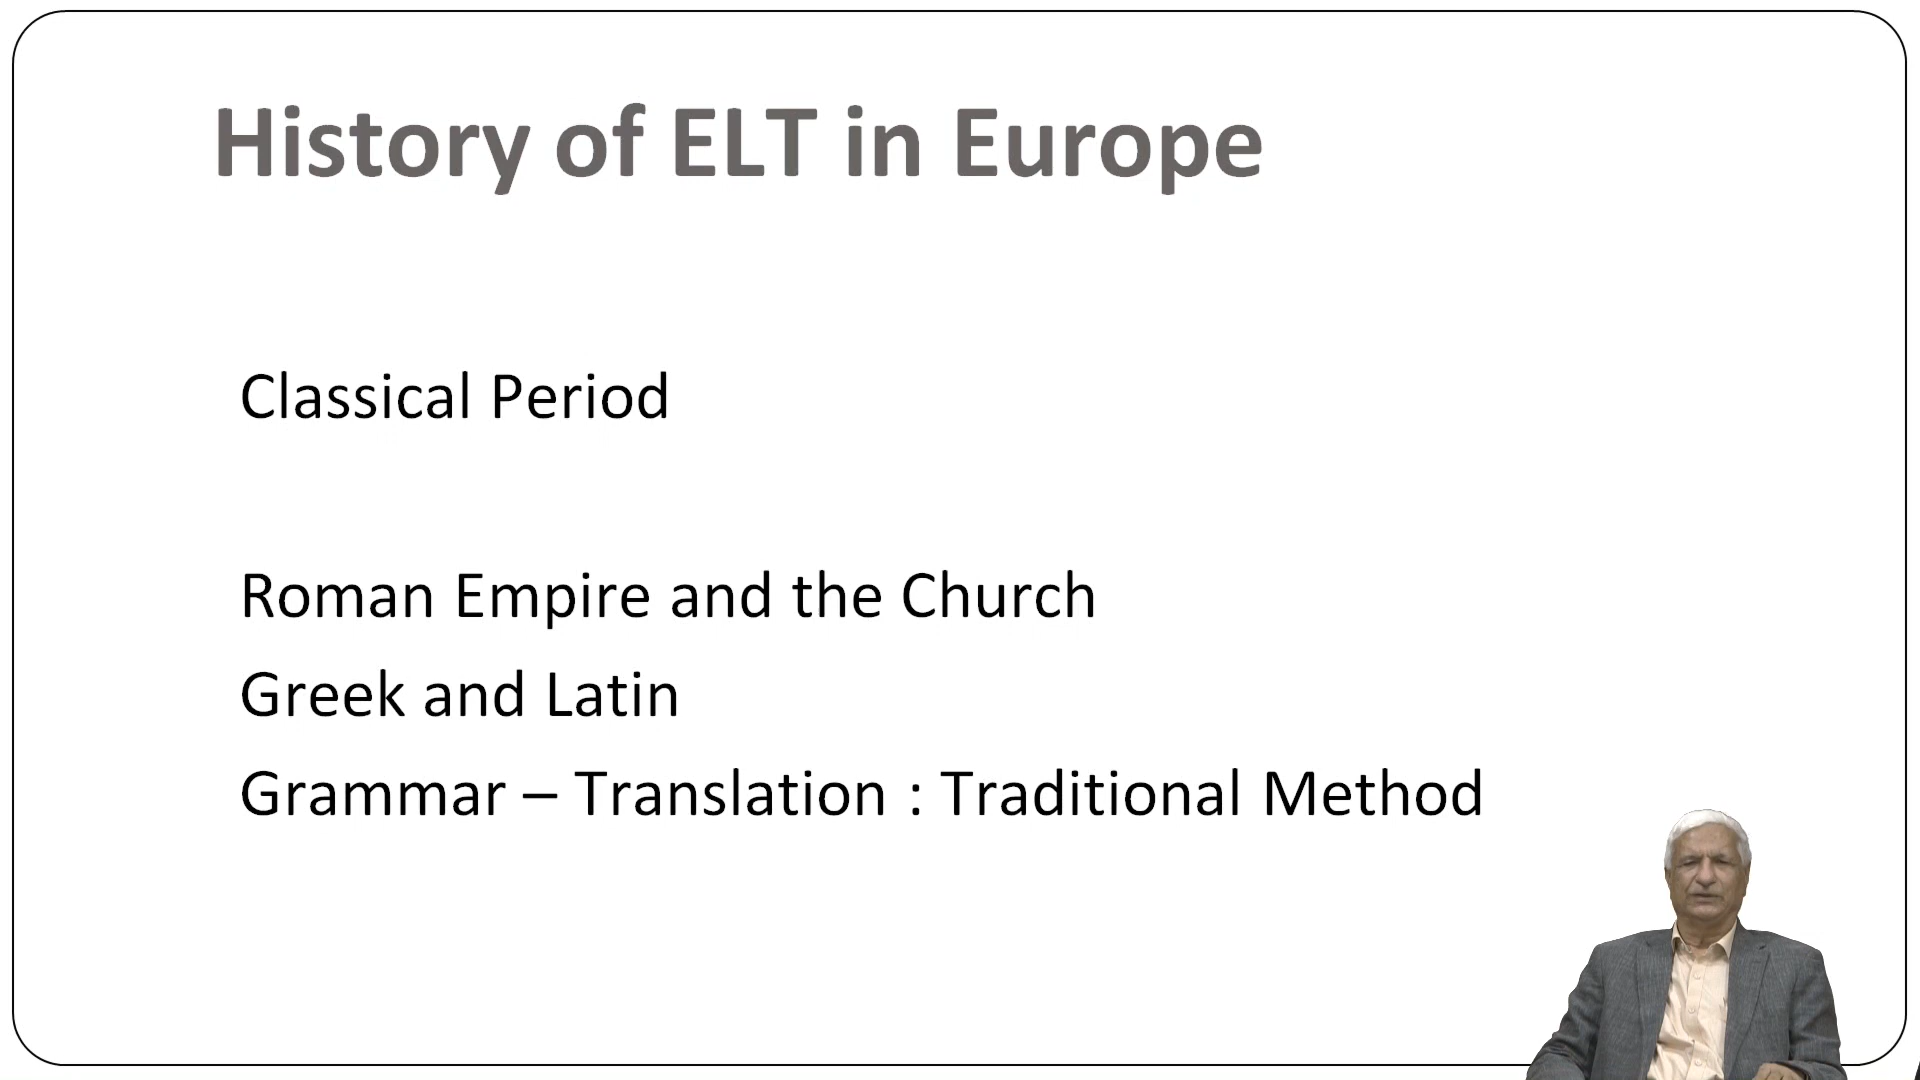 History of ELT in Europe
Classical Period
Roman Empire and the Church
Greek and Latin
Grammar – Translation : Traditional Method